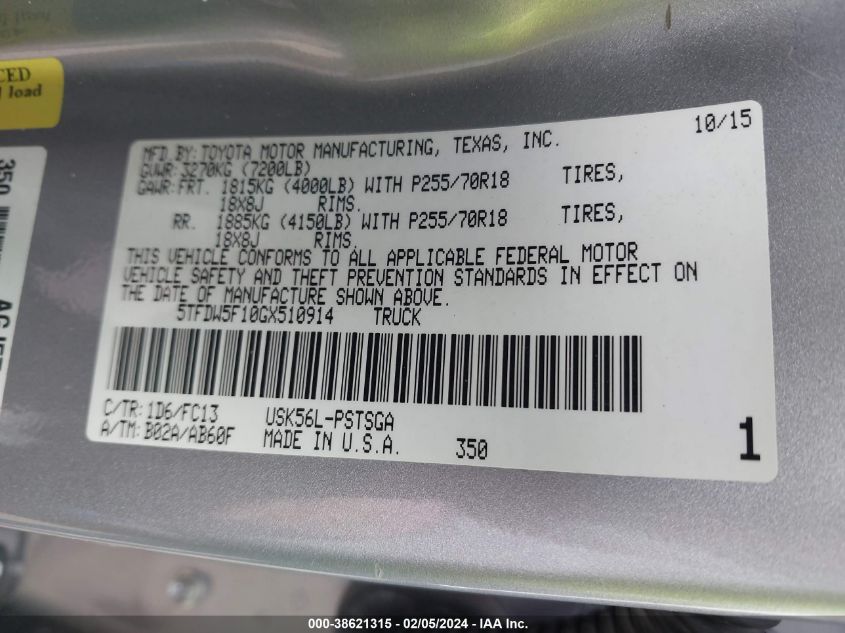 CED
load
350
10/15
MFD.BY:TOYOTA MOTOR MANUFACTURING, TEXAS, INC.
GVWR:3270KG (7200LB)
GAWR:FRT. 1815KG (4000LB) WITH P255/70R18 TIRES,
18X8J RIMS.
RR. 1885KG (4150LB) WITH P255/70R18 TIRES,
18X8J RIMS.
THIS VEHICLE CONFORMS TO ALL APPLICABLE FEDERAL MOTOR
VEHICLE SAFETY AND THEFT PREVENTION STANDARDS IN EFFECT ON
THE DATE OF MANUFACTURE SHOWN ABOVE.
5TFDW5F10GX510914 TRUCK
C/TR:1D6/FC13 USK56L-PSTSGA
A/TM:B02A/AB60F MADE IN U.S.A. 350 1
000-38621315 - 02/05/2024 - IAA Inc.